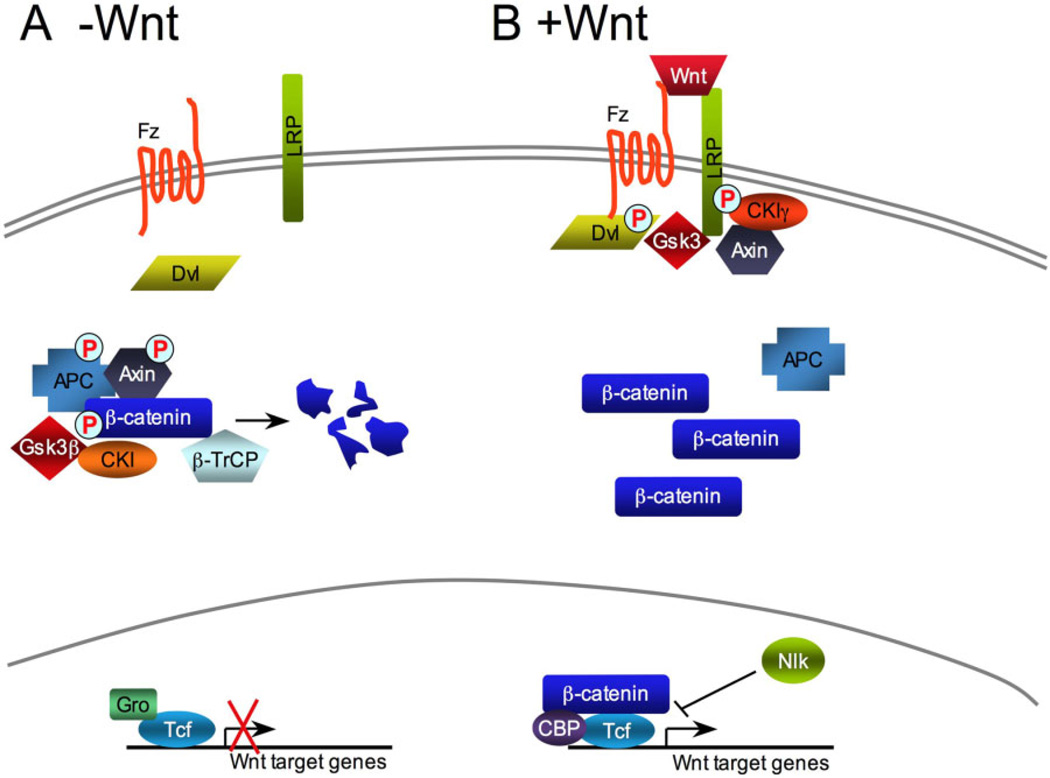 A -Wnt
Fz
LRP
Dvl
P
P
APC
Axin
P
β-catenin
Gsk3β
CKI
β-TrCP
Gro
Tcf
Wnt target genes
B +Wnt
Wnt
Fz
LRP
P
CKIγ
P
Dvl
Gsk3
Axin
APC
β-catenin
β-catenin
β-catenin
Nlk
β-catenin
CBP
Tcf
Wnt target genes